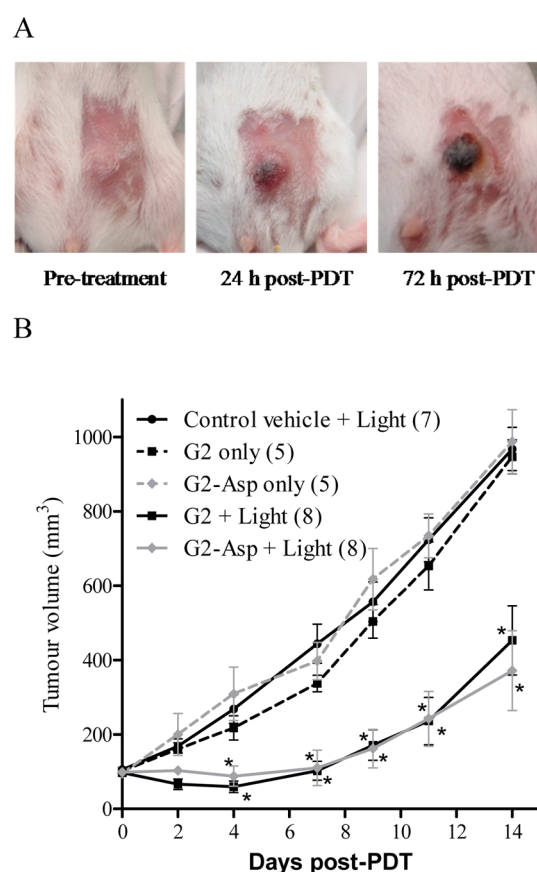 A
Pre-treatment
24 h post-PDT
72 h post-PDT
B
Control vehicle + Light (7)
G2 only (5)
G2-Asp only (5)
G2 + Light (8)
G2-Asp + Light (8)
Tumour volume (mm³)
1000
800
600
400
200
0
* * * * *
* * * * *
0 2 4 6 8 10 12 14
Days post-PDT